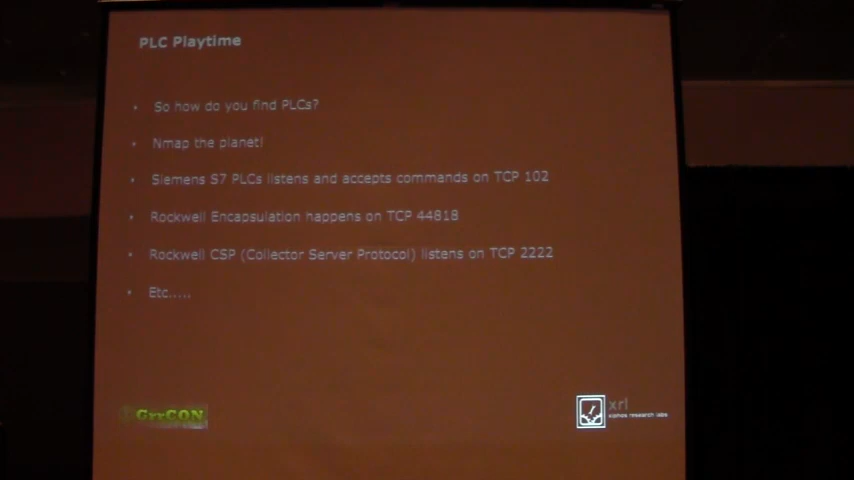 PLC Playtime
• So how do you find PLCs?
• Nmap the planet!
• Siemens S7 PLCs listens and accepts commands on TCP 102
• Rockwell Encapsulation happens on TCP 44818
• Rockwell CSP (Collector Server Protocol) listens on TCP 2222
• Etc.....
GrrCON
xrl
research labs